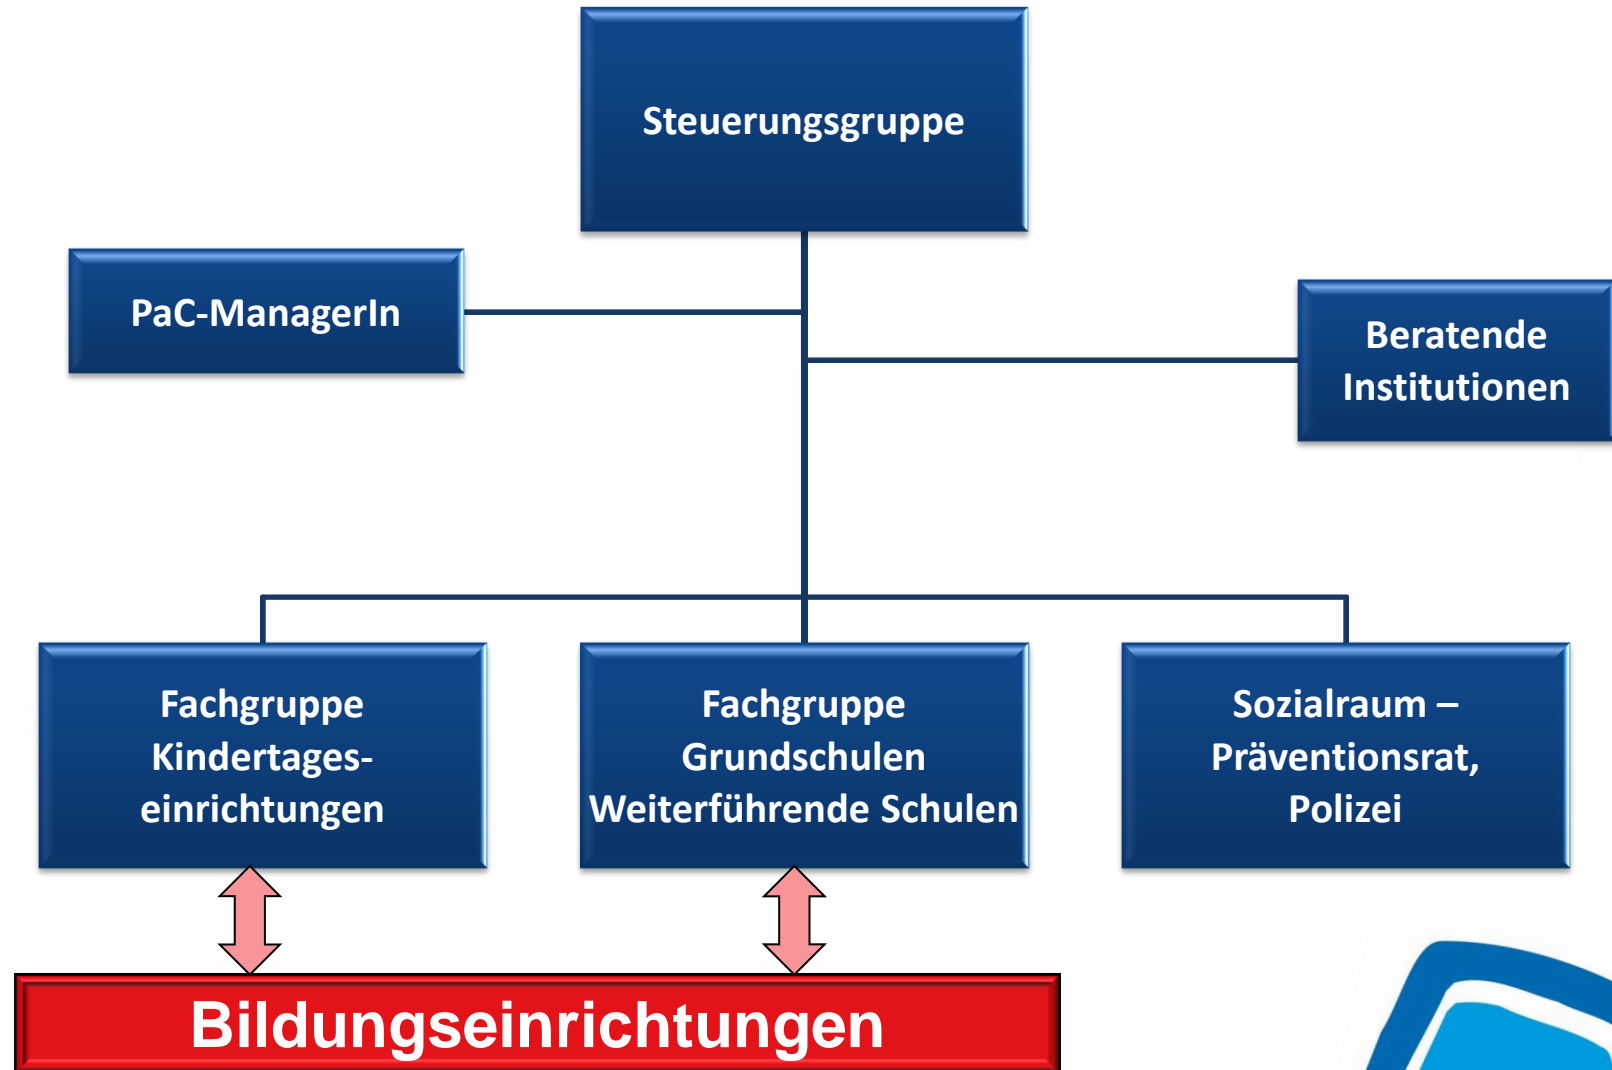 Steuerungsgruppe
PaC-ManagerIn
Beratende
Institutionen
Fachgruppe
Kindertages-
einrichtungen
Fachgruppe
Grundschulen
Weiterführende Schulen
Sozialraum –
Präventionsrat,
Polizei
Bildungseinrichtungen